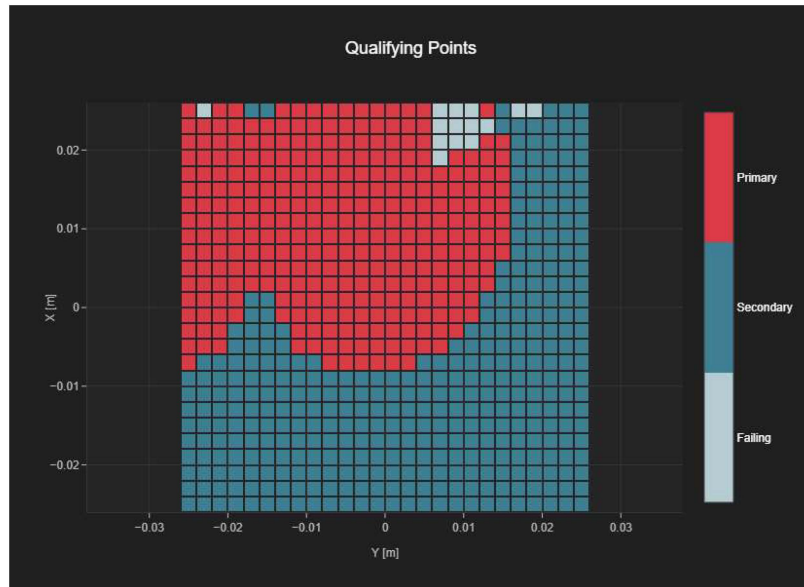 Qualifying Points
0.02
0.01
0
−0.01
−0.02
X [m]
−0.03
−0.02
−0.01
0
0.01
0.02
0.03
Y [m]
Primary
Secondary
Failing